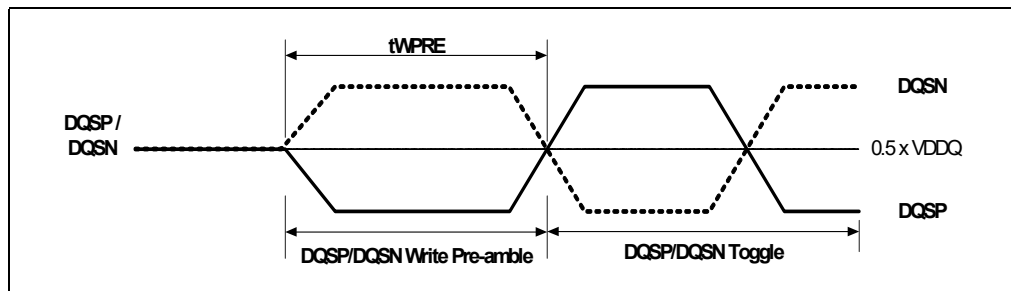 tWPRE
DQSN
DQSP /
DQSN
0.5 x VDDQ
DQSP
DQSP/DQSN Write Pre-amble
DQSP/DQSN Toggle